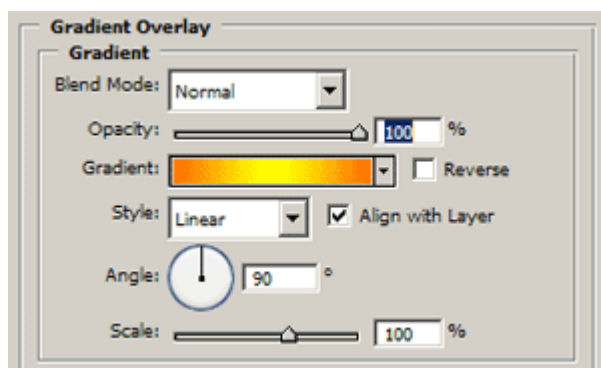 Gradient Overlay
Gradient
Blend Mode: Normal
Opacity: 100 %
Gradient: Reverse
Style: Linear Align with Layer
Angle: 90 °
Scale: 100 %